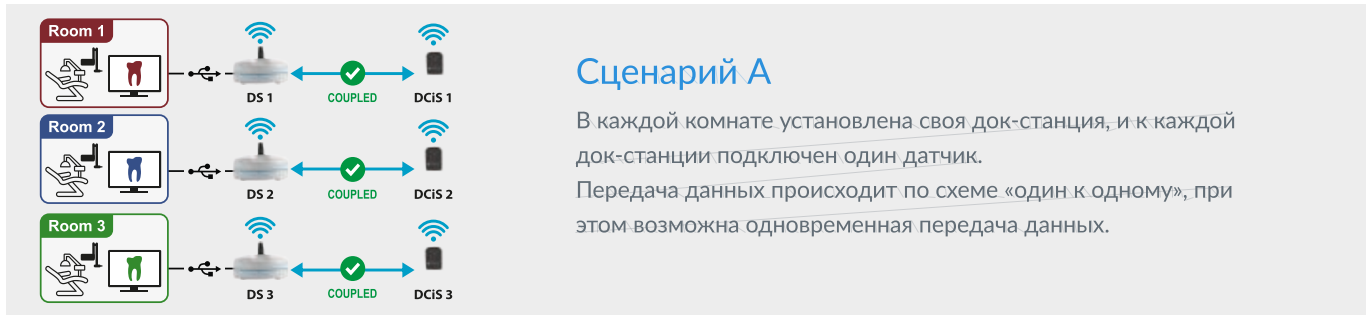 Room 1
DS 1
COUPLED
DCiS 1
Room 2
DS 2
COUPLED
DCiS 2
Room 3
DS 3
COUPLED
DCiS 3
Сценарий А
В каждой комнате установлена своя док-станция, и к каждой
док-станции подключен один датчик.
Передача данных происходит по схеме «один к одному», при
этом возможна одновременная передача данных.